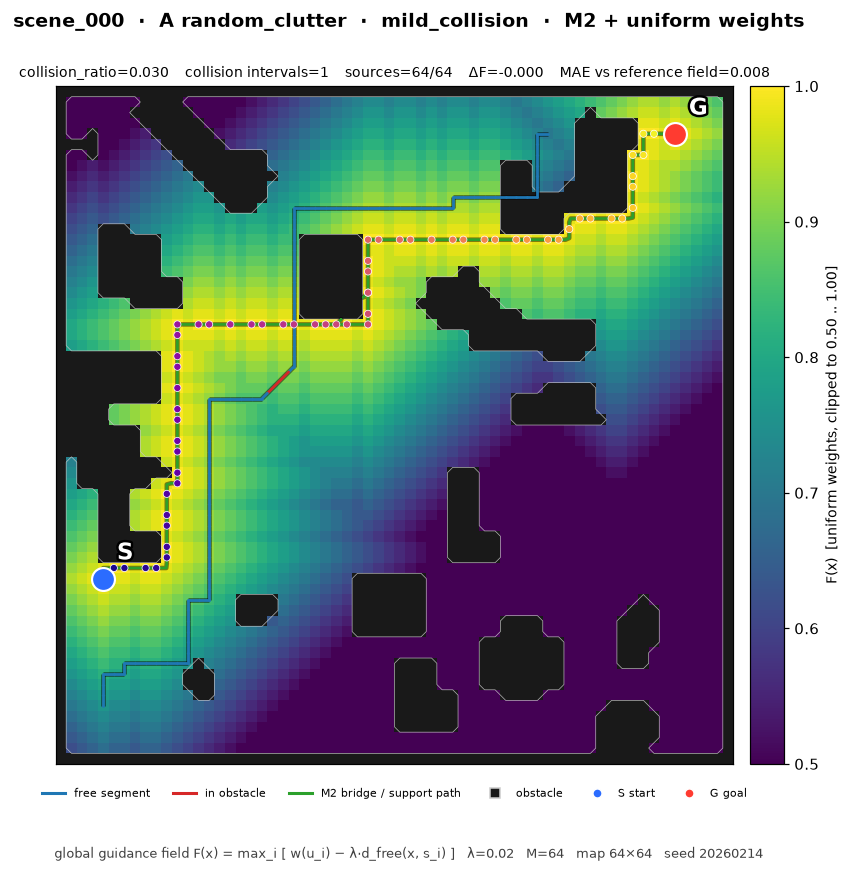 scene_000 · A random_clutter · mild_collision · M2 + uniform weights
collision_ratio=0.030 collision intervals=1 sources=64/64 ΔF=-0.000 MAE vs reference field=0.008
G
S
1.0
0.9
0.8
0.7
0.6
0.5
F(x) [uniform weights, clipped to 0.50 .. 1.00]
free segment
in obstacle
M2 bridge / support path
obstacle
S start
G goal
global guidance field F(x) = max_i [ w(u_i) − λ·d_free(x, s_i) ] λ=0.02 M=64 map 64×64 seed 20260214